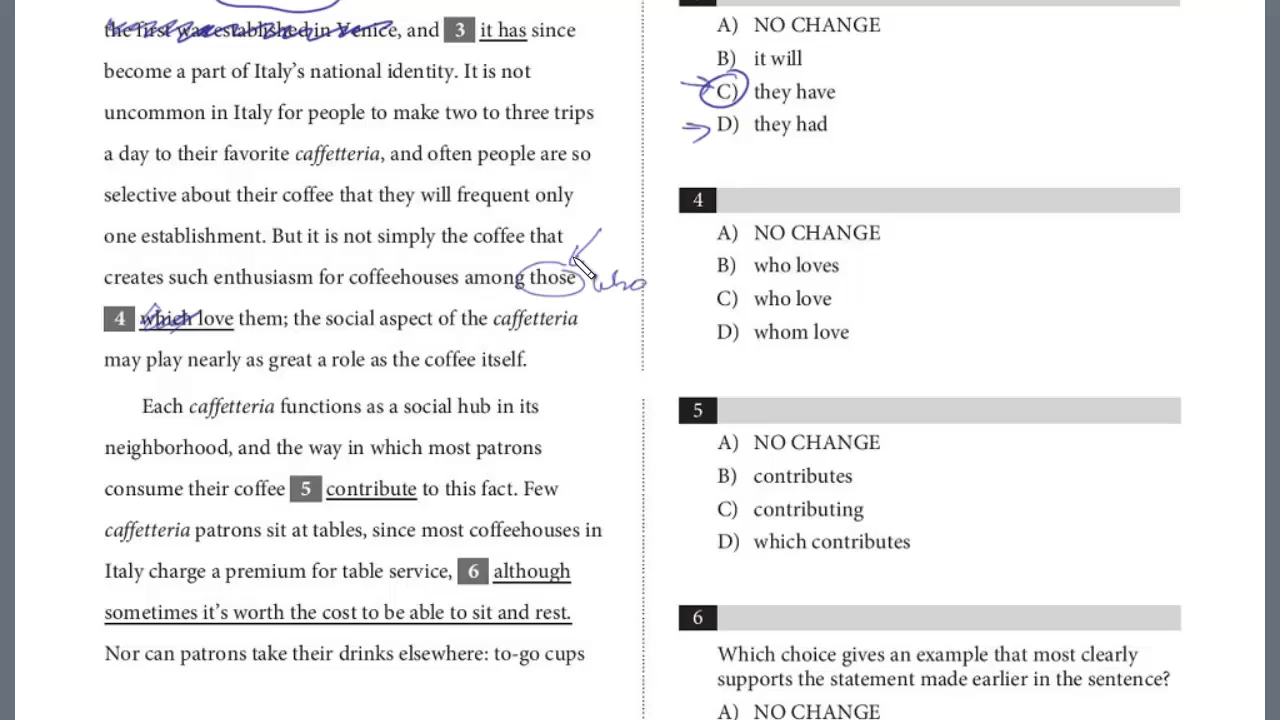 the first was established in Venice, and 3 it has since
become a part of Italy’s national identity. It is not
uncommon in Italy for people to make two to three trips
a day to their favorite caffetteria, and often people are so
selective about their coffee that they will frequent only
one establishment. But it is not simply the coffee that
creates such enthusiasm for coffeehouses among those who
4 which love them; the social aspect of the caffetteria
may play nearly as great a role as the coffee itself.
Each caffetteria functions as a social hub in its
neighborhood, and the way in which most patrons
consume their coffee 5 contribute to this fact. Few
caffetteria patrons sit at tables, since most coffeehouses in
Italy charge a premium for table service, 6 although
sometimes it’s worth the cost to be able to sit and rest.
Nor can patrons take their drinks elsewhere: to-go cups
A) NO CHANGE
B) it will
C) they have
D) they had
4
A) NO CHANGE
B) who loves
C) who love
D) whom love
5
A) NO CHANGE
B) contributes
C) contributing
D) which contributes
6
Which choice gives an example that most clearly
supports the statement made earlier in the sentence?
A) NO CHANGE